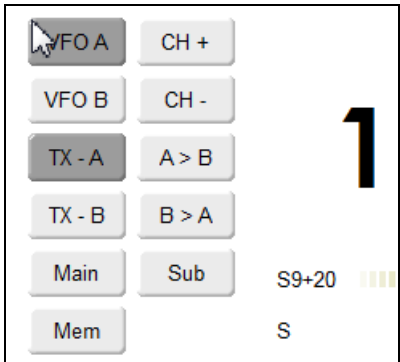 VFO A CH +
VFO B CH -
TX - A A > B
1
TX - B B > A
Main Sub
S9+20
Mem
S